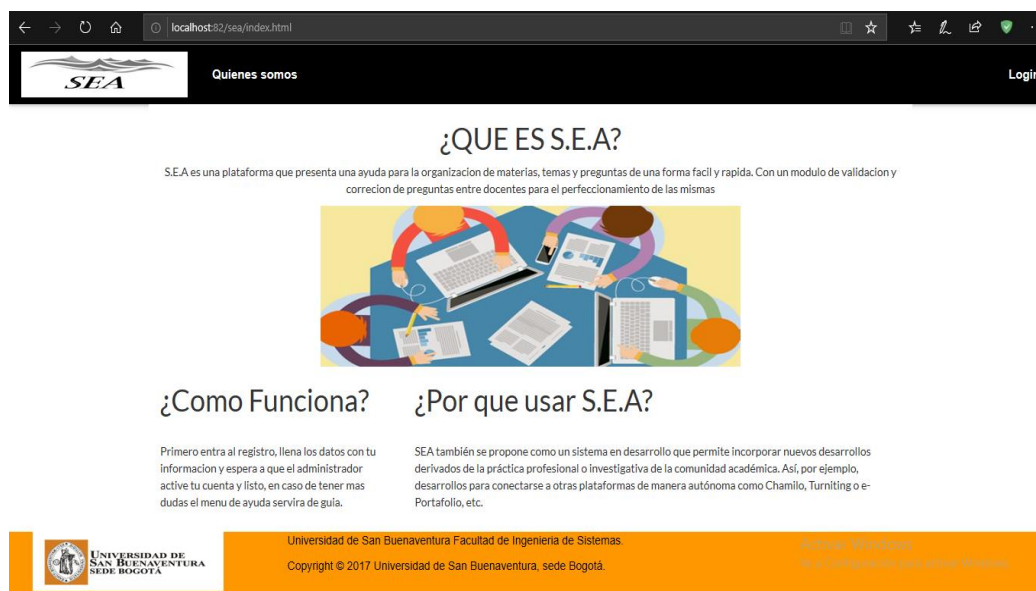 localhost:82/sea/index.html
SEA
Quienes somos
Login
¿QUE ES S.E.A?
S.E.A es una plataforma que presenta una ayuda para la organizacion de materias, temas y preguntas de una forma facil y rapida. Con un modulo de validacion y
correcion de preguntas entre docentes para el perfeccionamiento de las mismas
¿Como Funciona?
Primero entra al registro, llena los datos con tu
informacion y espera a que el administrador
active tu cuenta y listo, en caso de tener mas
dudas el menu de ayuda servira de guia.
¿Por que usar S.E.A?
SEA también se propone como un sistema en desarrollo que permite incorporar nuevos desarrollos
derivados de la práctica profesional o investigativa de la comunidad académica. Así, por ejemplo,
desarrollos para conectarse a otras plataformas de manera autónoma como Chamilo, Turniting o e-
Portafolio, etc.
UNIVERSIDAD DE
SAN BUENAVENTURA
SEDE BOGOTÁ
Universidad de San Buenaventura Facultad de Ingenieria de Sistemas.
Copyright © 2017 Universidad de San Buenaventura, sede Bogotá.
Activar Windows